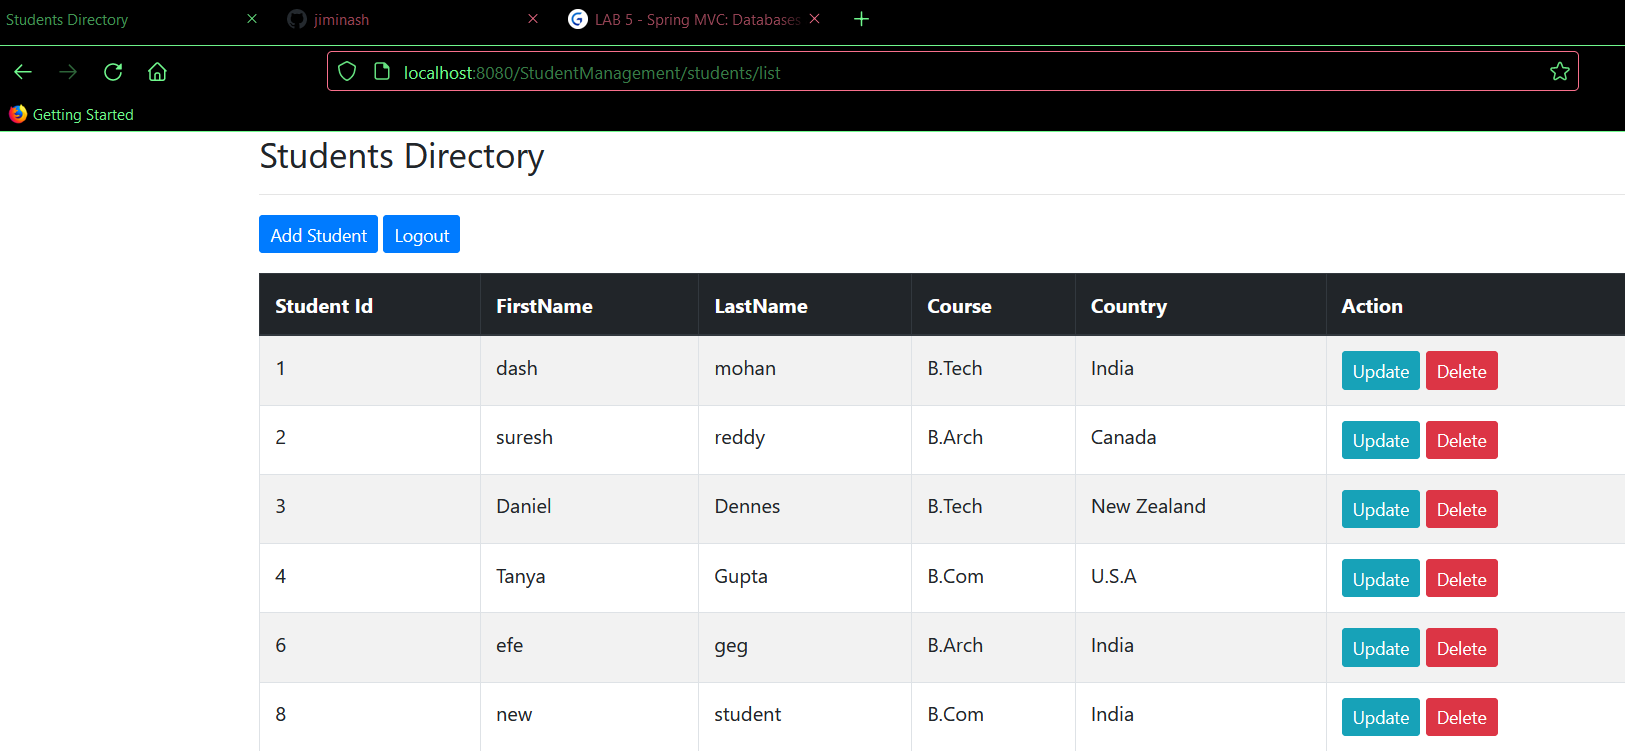 Students Directory jiminash LAB 5 - Spring MVC: Databases
localhost:8080/StudentManagement/students/list
Getting Started
Students Directory
Add Student Logout
Student Id FirstName LastName Course Country Action
1 dash mohan B.Tech India Update Delete
2 suresh reddy B.Arch Canada Update Delete
3 Daniel Dennes B.Tech New Zealand Update Delete
4 Tanya Gupta B.Com U.S.A Update Delete
6 efe geg B.Arch India Update Delete
8 new student B.Com India Update Delete